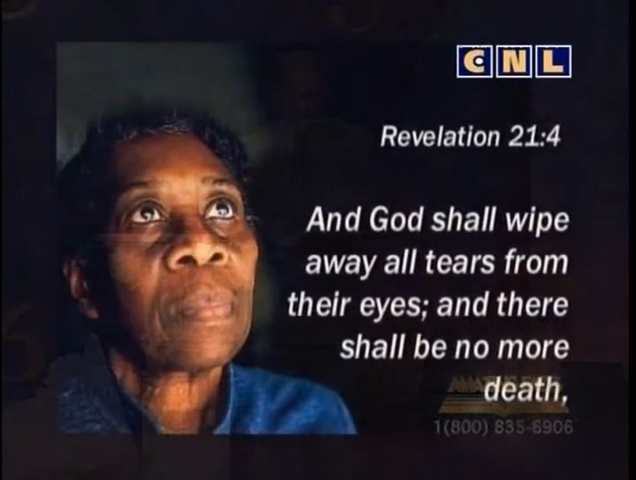 CNL
Revelation 21:4
And God shall wipe
away all tears from
their eyes; and there
shall be no more
death,
1(800) 835-6906